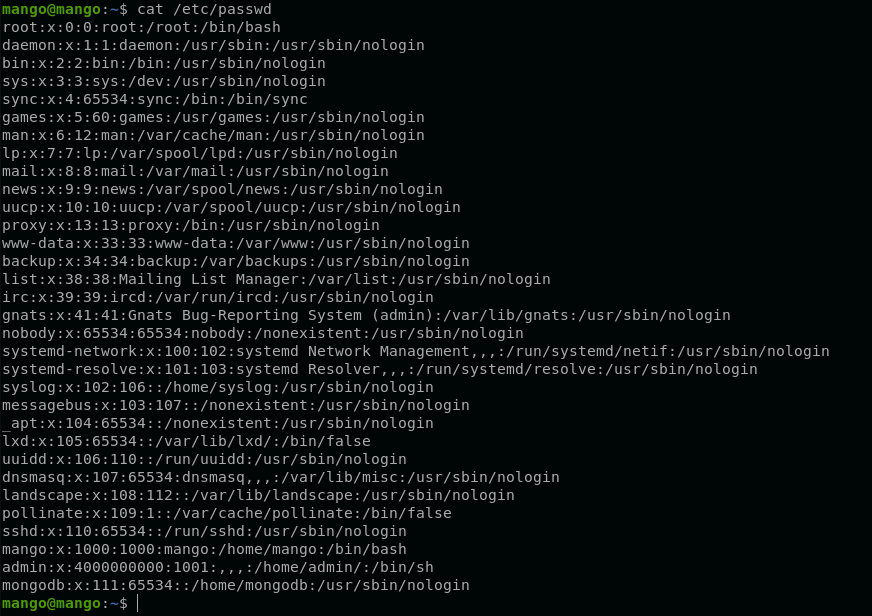 mango@mango:~$ cat /etc/passwd
root:x:0:0:root:/root:/bin/bash
daemon:x:1:1:daemon:/usr/sbin:/usr/sbin/nologin
bin:x:2:2:bin:/bin:/usr/sbin/nologin
sys:x:3:3:sys:/dev:/usr/sbin/nologin
sync:x:4:65534:sync:/bin:/bin/sync
games:x:5:60:games:/usr/games:/usr/sbin/nologin
man:x:6:12:man:/var/cache/man:/usr/sbin/nologin
lp:x:7:7:lp:/var/spool/lpd:/usr/sbin/nologin
mail:x:8:8:mail:/var/mail:/usr/sbin/nologin
news:x:9:9:news:/var/spool/news:/usr/sbin/nologin
uucp:x:10:10:uucp:/var/spool/uucp:/usr/sbin/nologin
proxy:x:13:13:proxy:/bin:/usr/sbin/nologin
www-data:x:33:33:www-data:/var/www:/usr/sbin/nologin
backup:x:34:34:backup:/var/backups:/usr/sbin/nologin
list:x:38:38:Mailing List Manager:/var/list:/usr/sbin/nologin
irc:x:39:39:ircd:/var/run/ircd:/usr/sbin/nologin
gnats:x:41:41:Gnats Bug-Reporting System (admin):/var/lib/gnats:/usr/sbin/nologin
nobody:x:65534:65534:nobody:/nonexistent:/usr/sbin/nologin
systemd-network:x:100:102:systemd Network Management,,,:/run/systemd/netif:/usr/sbin/nologin
systemd-resolve:x:101:103:systemd Resolver,,,:/run/systemd/resolve:/usr/sbin/nologin
syslog:x:102:106::/home/syslog:/usr/sbin/nologin
messagebus:x:103:107::/nonexistent:/usr/sbin/nologin
_apt:x:104:65534::/nonexistent:/usr/sbin/nologin
lxd:x:105:65534::/var/lib/lxd/:/bin/false
uuidd:x:106:110::/run/uuidd:/usr/sbin/nologin
dnsmasq:x:107:65534:dnsmasq,,,:/var/lib/misc:/usr/sbin/nologin
landscape:x:108:112::/var/lib/landscape:/usr/sbin/nologin
pollinate:x:109:1::/var/cache/pollinate:/bin/false
sshd:x:110:65534::/run/sshd:/usr/sbin/nologin
mango:x:1000:1000:mango:/home/mango:/bin/bash
admin:x:4000000000:1001:,,,:/home/admin/:/bin/sh
mongodb:x:111:65534::/home/mongodb:/usr/sbin/nologin
mango@mango:~$